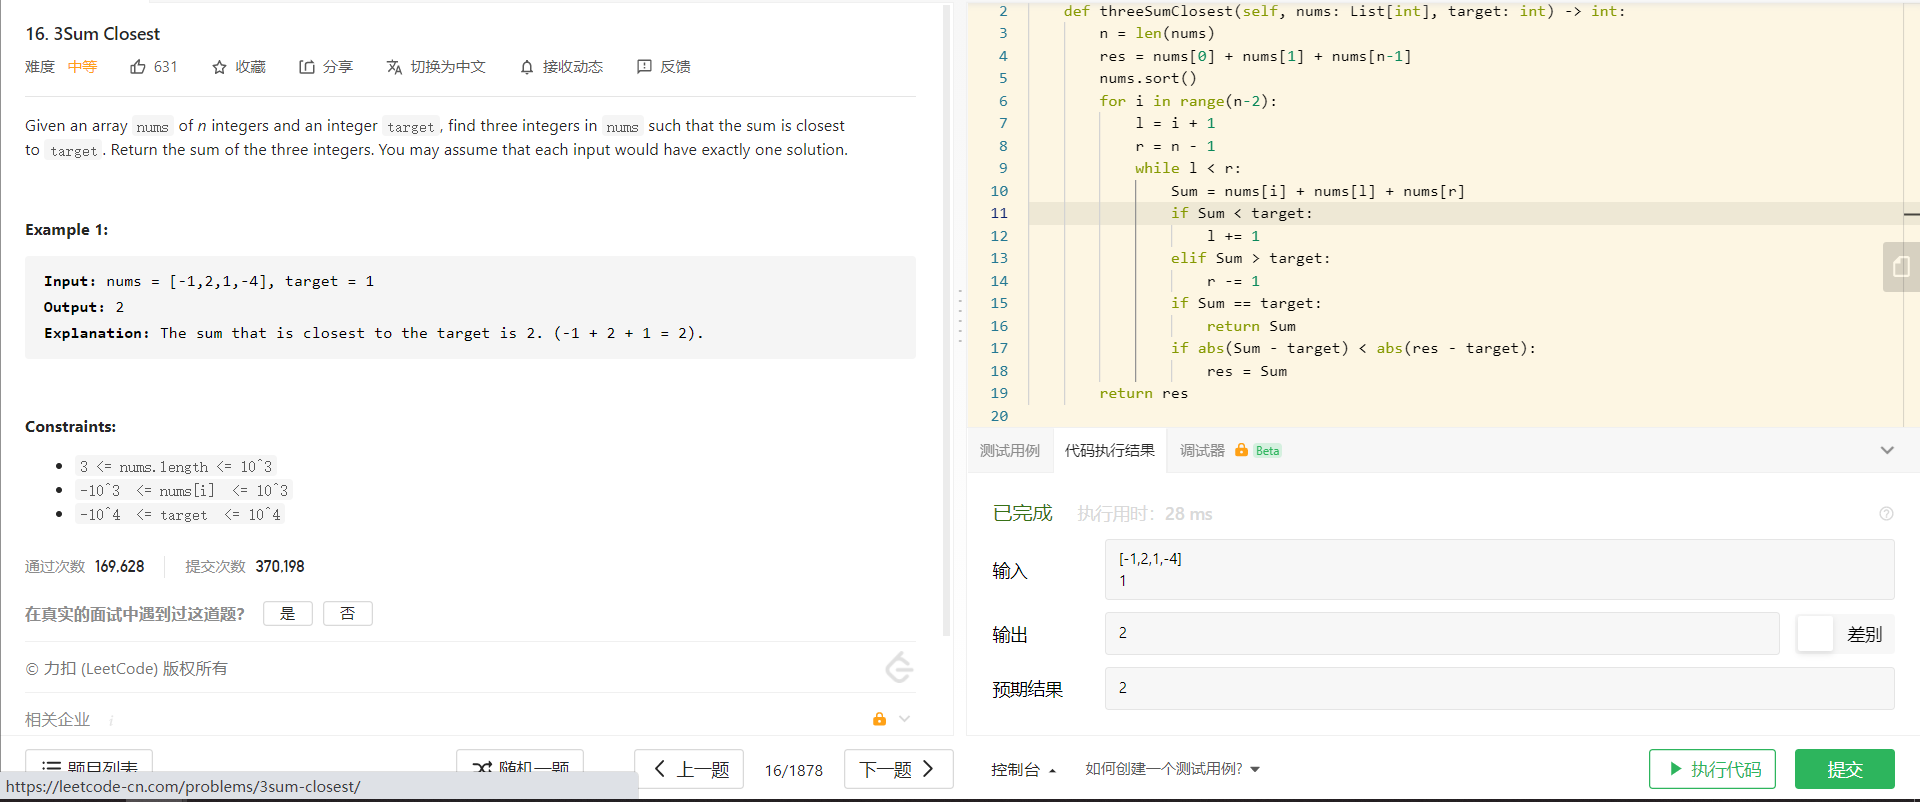 16. 3Sum Closest
难度 中等 631 收藏 分享 切换为中文 接收动态 反馈
Given an array nums of n integers and an integer target, find three integers in nums such that the sum is closest
to target. Return the sum of the three integers. You may assume that each input would have exactly one solution.
Example 1:
Input: nums = [-1,2,1,-4], target = 1
Output: 2
Explanation: The sum that is closest to the target is 2. (-1 + 2 + 1 = 2).
Constraints:
3 <= nums.length <= 10^3
-10^3 <= nums[i] <= 10^3
-10^4 <= target <= 10^4
通过次数 169,628 提交次数 370,198
在真实的面试中遇到过这道题? 是 否
© 力扣 (LeetCode) 版权所有
相关企业 i
题目列表 随机一题 上一题 16/1878 下一题
https://leetcode-cn.com/problems/3sum-closest/
2 def threeSumClosest(self, nums: List[int], target: int) -> int:
3 n = len(nums)
4 res = nums[0] + nums[1] + nums[n-1]
5 nums.sort()
6 for i in range(n-2):
7 l = i + 1
8 r = n - 1
9 while l < r:
10 Sum = nums[i] + nums[l] + nums[r]
11 if Sum < target:
12 l += 1
13 elif Sum > target:
14 r -= 1
15 if Sum == target:
16 return Sum
17 if abs(Sum - target) < abs(res - target):
18 res = Sum
19 return res
20
测试用例 代码执行结果 调试器 Beta
已完成 执行用时: 28 ms
输入
[-1,2,1,-4]
1
输出 2 差别
预期结果 2
控制台 如何创建一个测试用例? 执行代码 提交